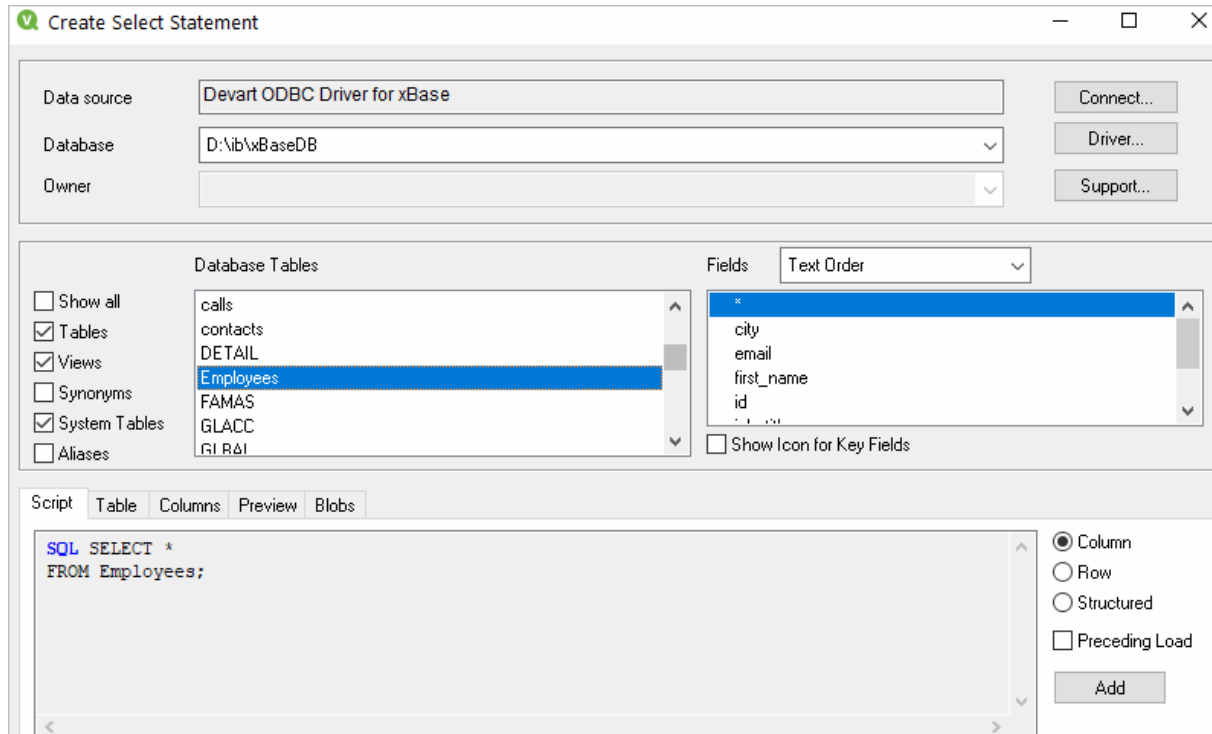 Create Select Statement
Data source
Devart ODBC Driver for xBase
Connect...
Database
D:\ib\xBaseDB
Driver...
Owner
Support...
Database Tables
Fields
Text Order
Show all
Tables
Views
Synonyms
System Tables
Aliases
calls
contacts
DETAIL
Employees
FAMAS
GLACC
GLBAL
*
city
email
first_name
id
Show Icon for Key Fields
Script Table Columns Preview Blobs
SQL SELECT *
FROM Employees;
Column
Row
Structured
Preceding Load
Add